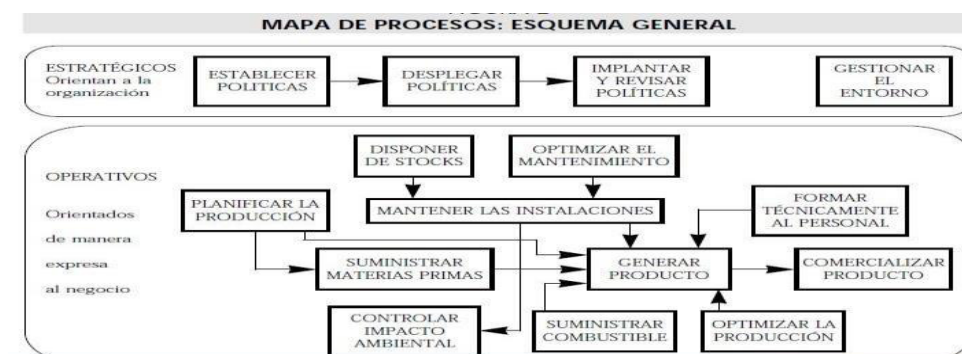 MAPA DE PROCESOS: ESQUEMA GENERAL
ESTRATÉGICOS
Orientan a la
organización
ESTABLECER
POLITICAS
DESPLEGAR
POLÍTICAS
IMPLANTAR
Y REVISAR
POLÍTICAS
GESTIONAR
EL
ENTORNO
OPERATIVOS
Orientados
de manera
expresa
al negocio
DISPONER
DE STOCKS
OPTIMIZAR EL
MANTENIMIENTO
PLANIFICAR LA
PRODUCCIÓN
MANTENER LAS INSTALACIONES
FORMAR
TÉCNICAMENTE
AL PERSONAL
SUMINISTRAR
MATERIAS PRIMAS
GENERAR
PRODUCTO
COMERCIALIZAR
PRODUCTO
CONTROLAR
IMPACTO
AMBIENTAL
SUMINISTRAR
COMBUSTIBLE
OPTIMIZAR LA
PRODUCCIÓN